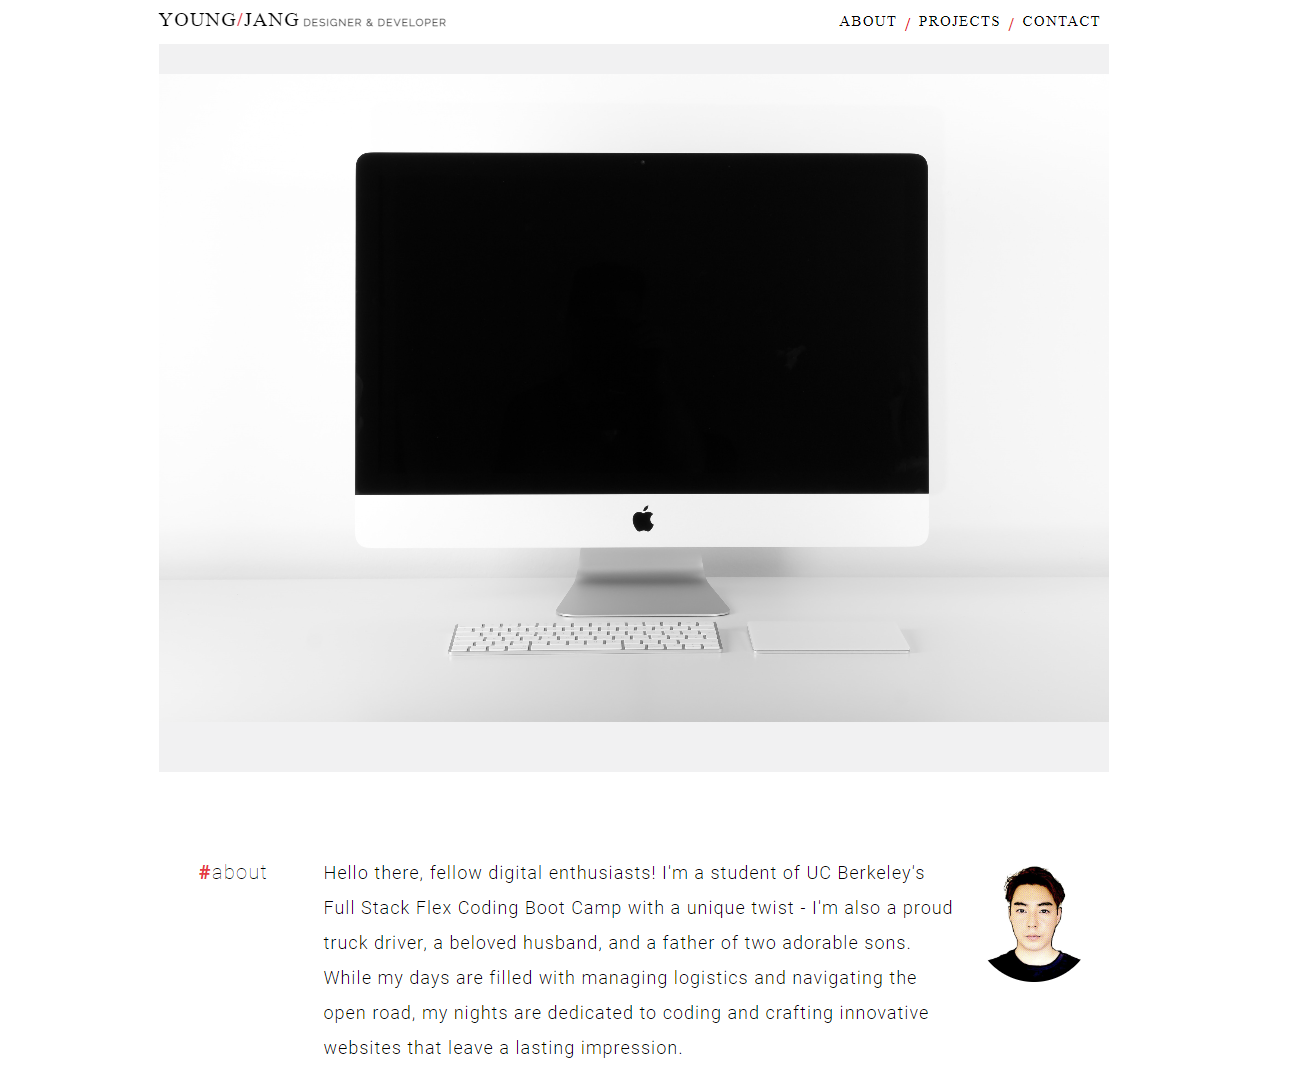 YOUNG/JANG DESIGNER & DEVELOPER
ABOUT / PROJECTS / CONTACT
#about
Hello there, fellow digital enthusiasts! I'm a student of UC Berkeley's
Full Stack Flex Coding Boot Camp with a unique twist - I'm also a proud
truck driver, a beloved husband, and a father of two adorable sons.
While my days are filled with managing logistics and navigating the
open road, my nights are dedicated to coding and crafting innovative
websites that leave a lasting impression.